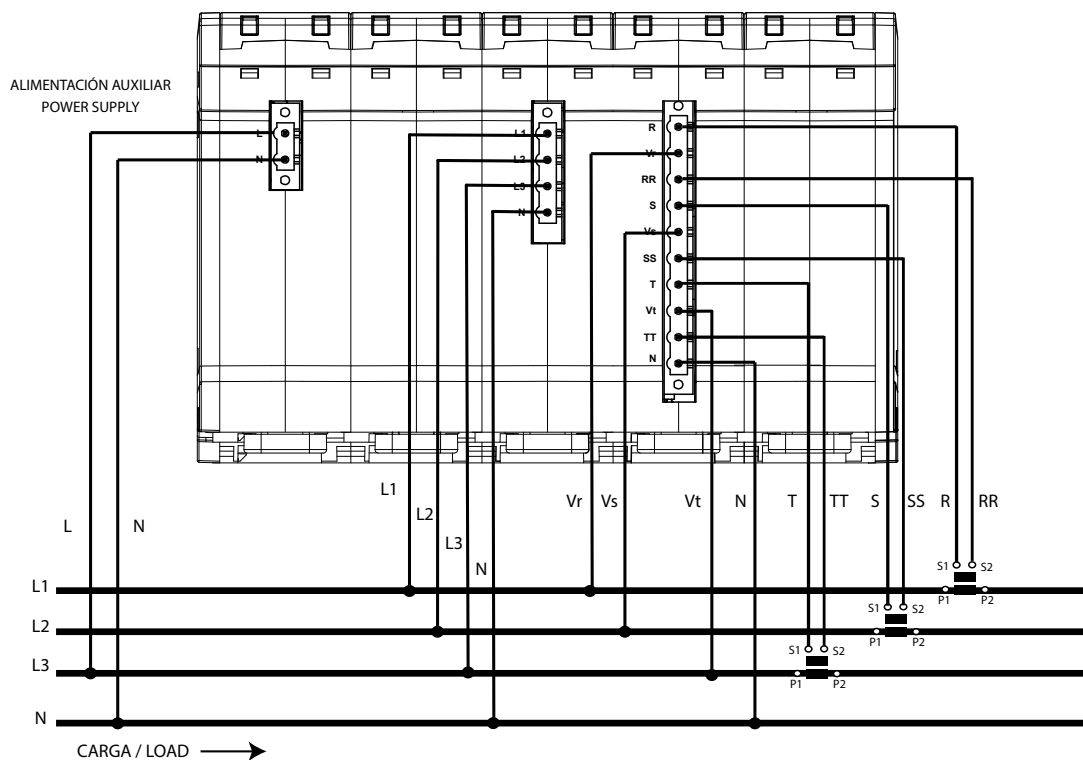 ALIMENTACIÓN AUXILIAR
POWER SUPPLY
L
N
L1
L2
L3
N
R
Vr
RR
S
Vs
SS
T
Vt
TT
N
L
N
L1
L2
L3
N
Vr
Vs
Vt
N
T
TT
S
SS
R
RR
S1
S2
L1
P1
P2
S1
S2
L2
P1
P2
S1
S2
L3
P1
P2
N
CARGA / LOAD